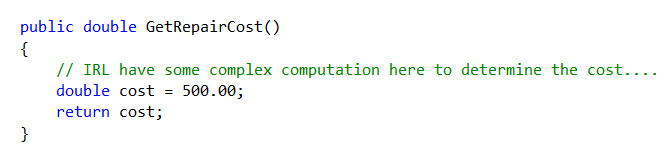 public double GetRepairCost()
{
    // IRL have some complex computation here to determine the cost....
    double cost = 500.00;
    return cost;
}